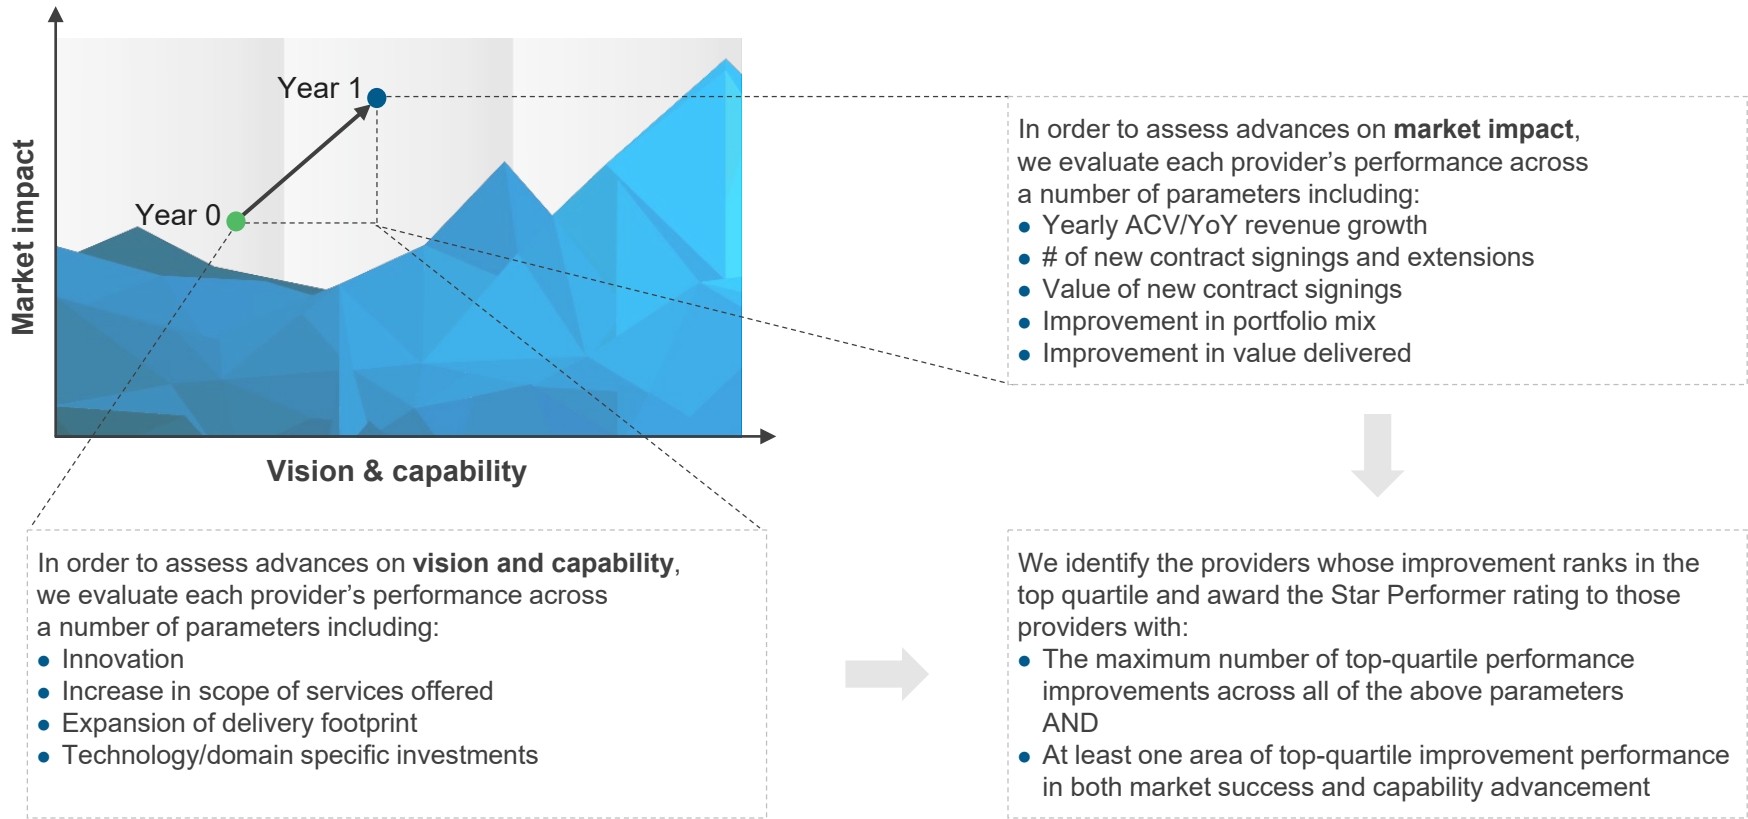 Year 1
Year 0
Market impact
Vision & capability
In order to assess advances on market impact,
we evaluate each provider’s performance across
a number of parameters including:
● Yearly ACV/YoY revenue growth
● # of new contract signings and extensions
● Value of new contract signings
● Improvement in portfolio mix
● Improvement in value delivered
In order to assess advances on vision and capability,
we evaluate each provider’s performance across
a number of parameters including:
● Innovation
● Increase in scope of services offered
● Expansion of delivery footprint
● Technology/domain specific investments
We identify the providers whose improvement ranks in the
top quartile and award the Star Performer rating to those
providers with:
● The maximum number of top-quartile performance
improvements across all of the above parameters
AND
● At least one area of top-quartile improvement performance
in both market success and capability advancement